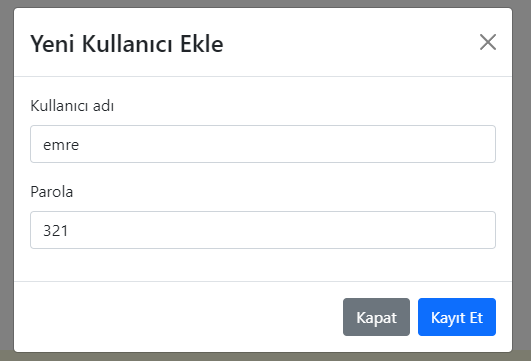 Yeni Kullanıcı Ekle
Kullanıcı adı
emre
Parola
321
Kapat
Kayıt Et